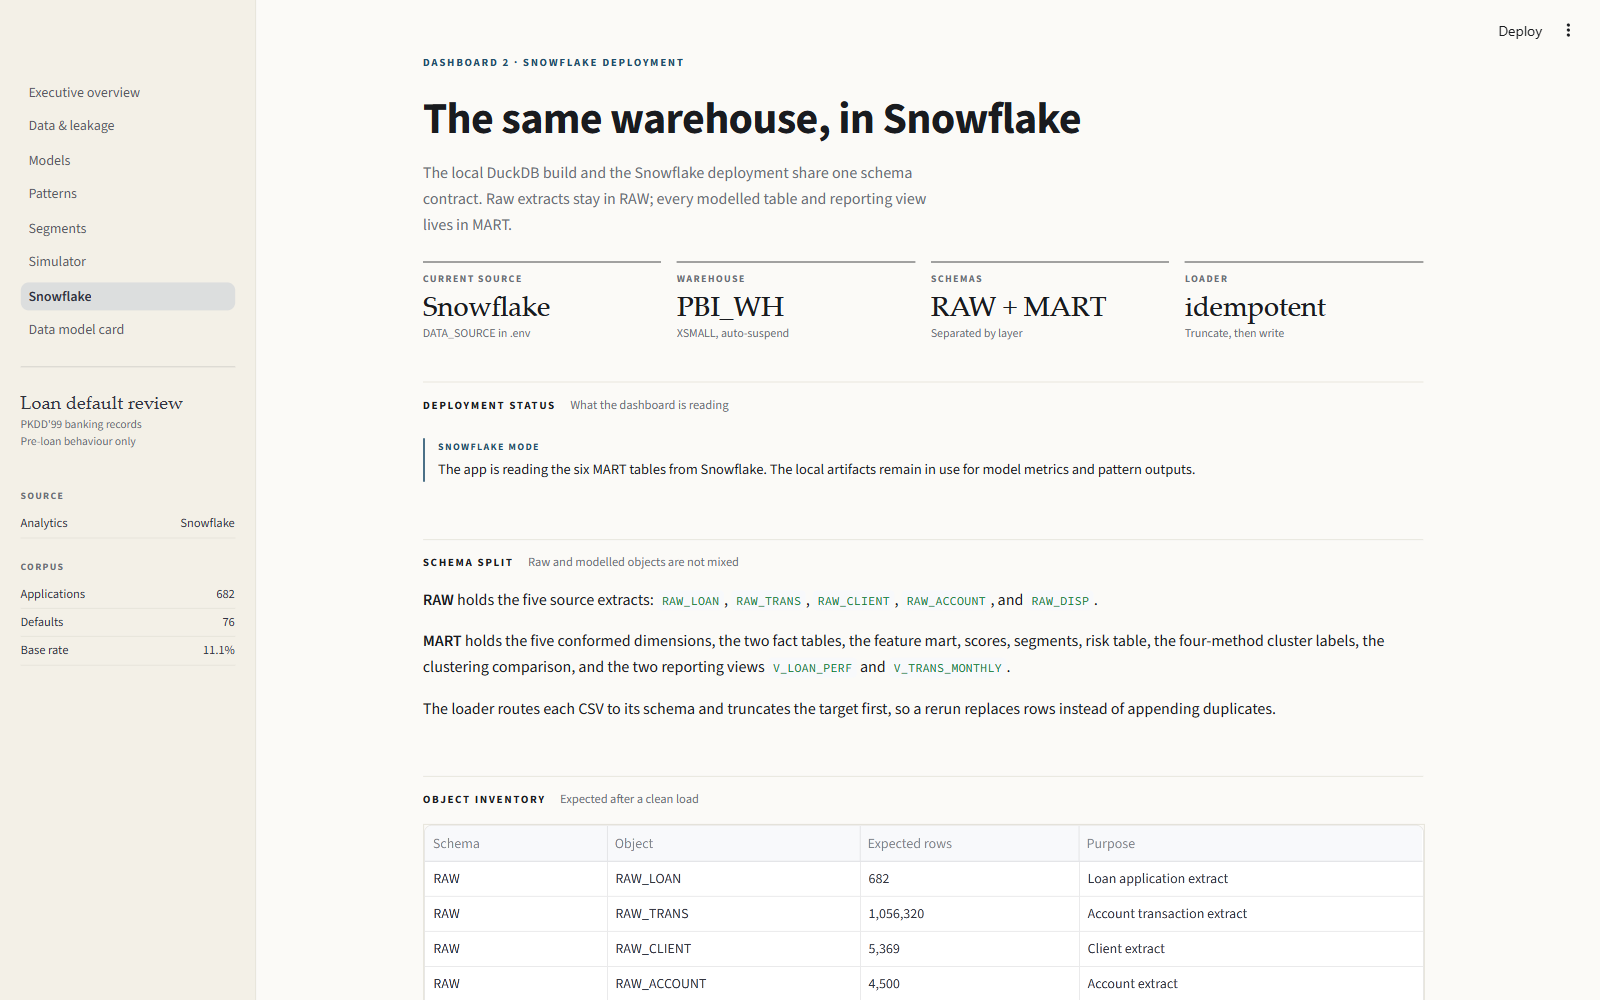 Deploy
Executive overview
Data & leakage
Models
Patterns
Segments
Simulator
Snowflake
Data model card
Loan default review
PKDD'99 banking records
Pre-loan behaviour only
SOURCE
Analytics Snowflake
CORPUS
Applications 682
Defaults 76
Base rate 11.1%
DASHBOARD 2 · SNOWFLAKE DEPLOYMENT
The same warehouse, in Snowflake
The local DuckDB build and the Snowflake deployment share one schema
contract. Raw extracts stay in RAW; every modelled table and reporting view
lives in MART.
CURRENT SOURCE
Snowflake
DATA_SOURCE in .env
WAREHOUSE
PBI_WH
XSMALL, auto-suspend
SCHEMAS
RAW + MART
Separated by layer
LOADER
idempotent
Truncate, then write
DEPLOYMENT STATUS What the dashboard is reading
SNOWFLAKE MODE
The app is reading the six MART tables from Snowflake. The local artifacts remain in use for model metrics and pattern outputs.
SCHEMA SPLIT Raw and modelled objects are not mixed
RAW holds the five source extracts: RAW_LOAN , RAW_TRANS , RAW_CLIENT , RAW_ACCOUNT , and RAW_DISP .
MART holds the five conformed dimensions, the two fact tables, the feature mart, scores, segments, risk table, the four-method cluster labels, the
clustering comparison, and the two reporting views V_LOAN_PERF and V_TRANS_MONTHLY .
The loader routes each CSV to its schema and truncates the target first, so a rerun replaces rows instead of appending duplicates.
OBJECT INVENTORY Expected after a clean load
Schema Object Expected rows Purpose
RAW RAW_LOAN 682 Loan application extract
RAW RAW_TRANS 1,056,320 Account transaction extract
RAW RAW_CLIENT 5,369 Client extract
RAW RAW_ACCOUNT 4,500 Account extract